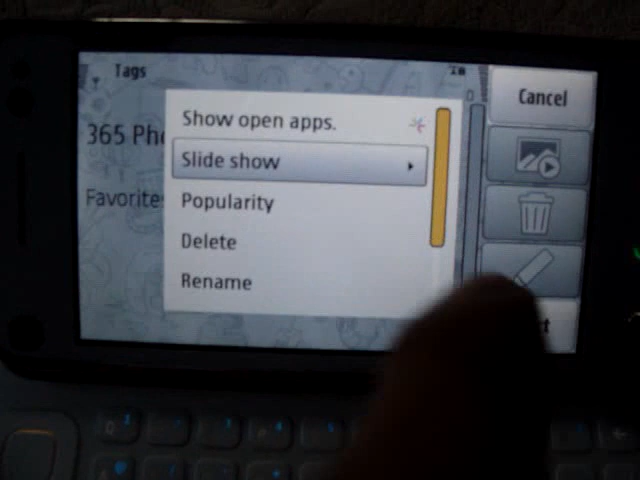 Tags
Cancel
Show open apps.
365 Ph
Slide show
Favorite
Popularity
Delete
Rename